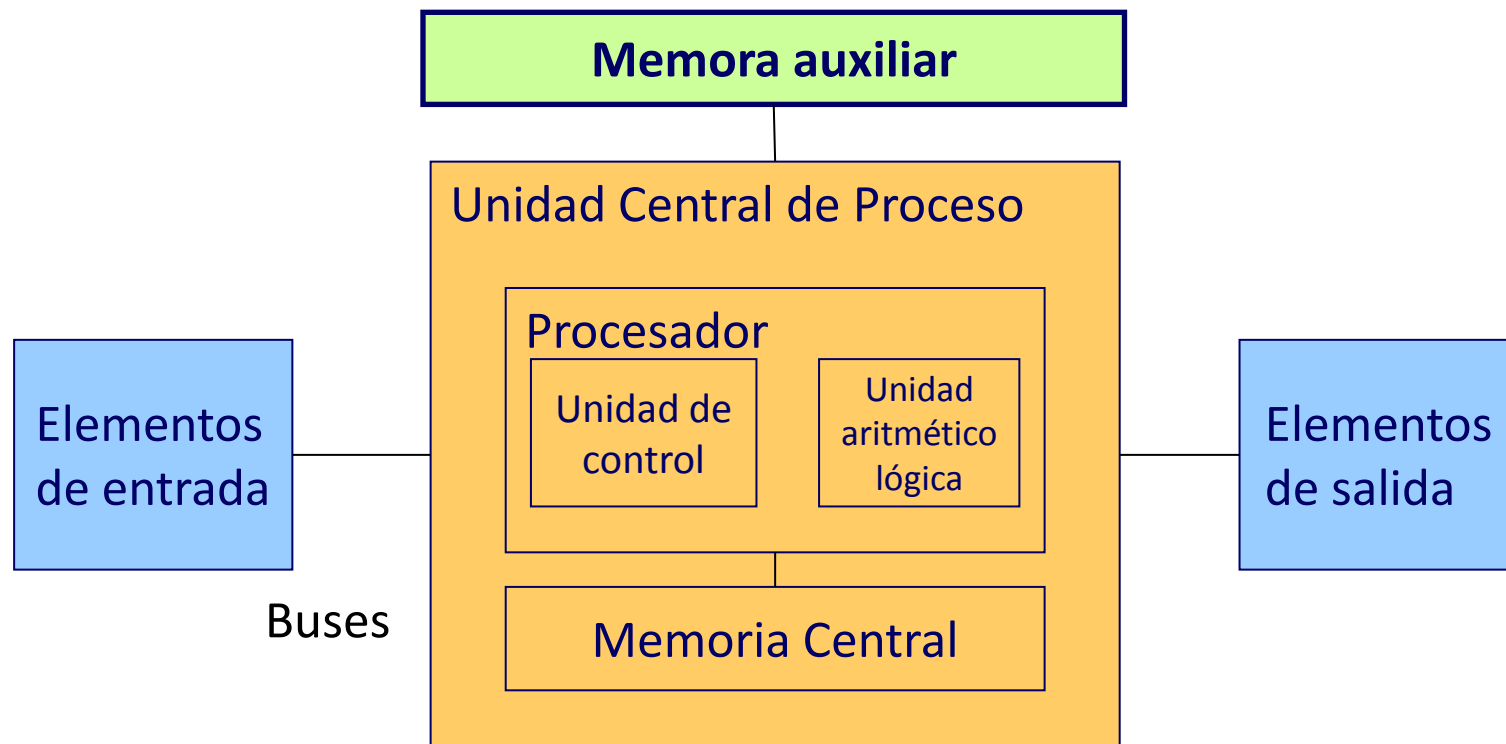 Memora auxiliar
Unidad Central de Proceso
Procesador
Unidad de
control
Unidad
aritmético
lógica
Elementos
de entrada
Elementos
de salida
Buses
Memoria Central